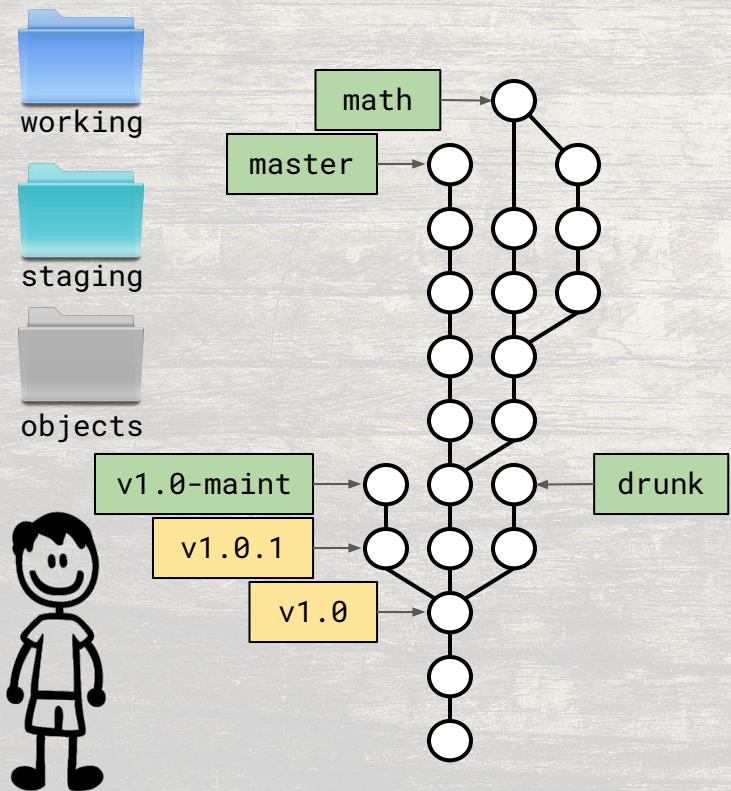 working
staging
objects
math
master
v1.0-maint
drunk
v1.0.1
v1.0